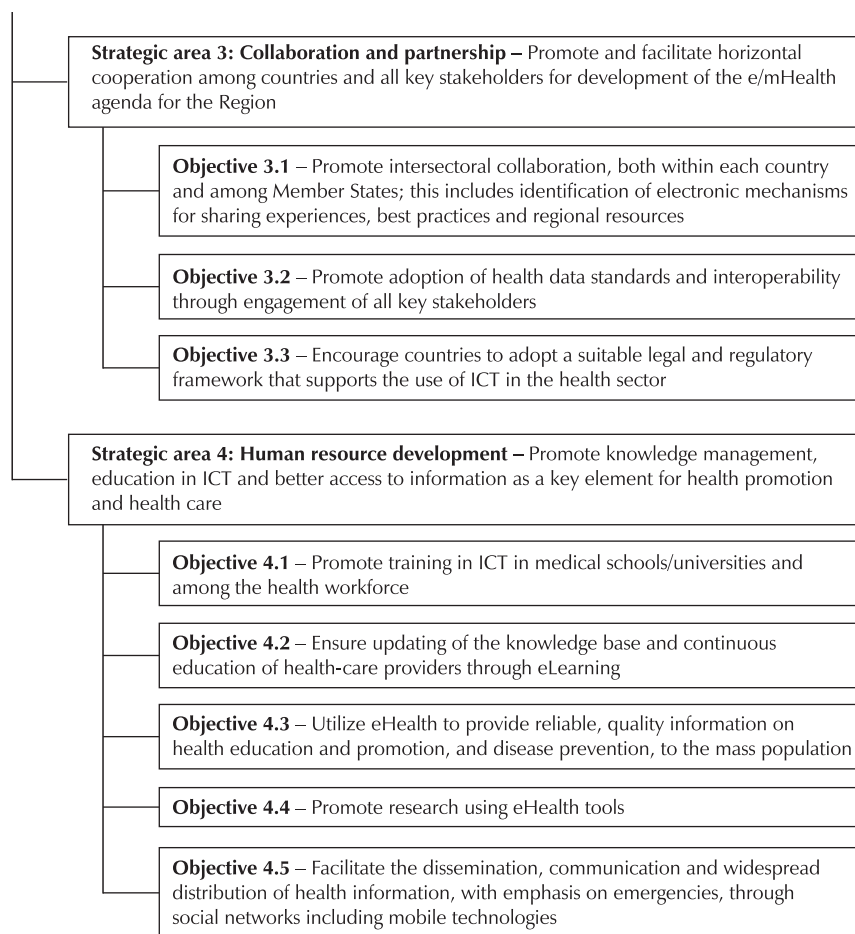 Strategic area 3: Collaboration and partnership – Promote and facilitate horizontal
cooperation among countries and all key stakeholders for development of the e/mHealth
agenda for the Region
Objective 3.1 – Promote intersectoral collaboration, both within each country
and among Member States; this includes identification of electronic mechanisms
for sharing experiences, best practices and regional resources
Objective 3.2 – Promote adoption of health data standards and interoperability
through engagement of all key stakeholders
Objective 3.3 – Encourage countries to adopt a suitable legal and regulatory
framework that supports the use of ICT in the health sector
Strategic area 4: Human resource development – Promote knowledge management,
education in ICT and better access to information as a key element for health promotion
and health care
Objective 4.1 – Promote training in ICT in medical schools/universities and
among the health workforce
Objective 4.2 – Ensure updating of the knowledge base and continuous
education of health-care providers through eLearning
Objective 4.3 – Utilize eHealth to provide reliable, quality information on
health education and promotion, and disease prevention, to the mass population
Objective 4.4 – Promote research using eHealth tools
Objective 4.5 – Facilitate the dissemination, communication and widespread
distribution of health information, with emphasis on emergencies, through
social networks including mobile technologies